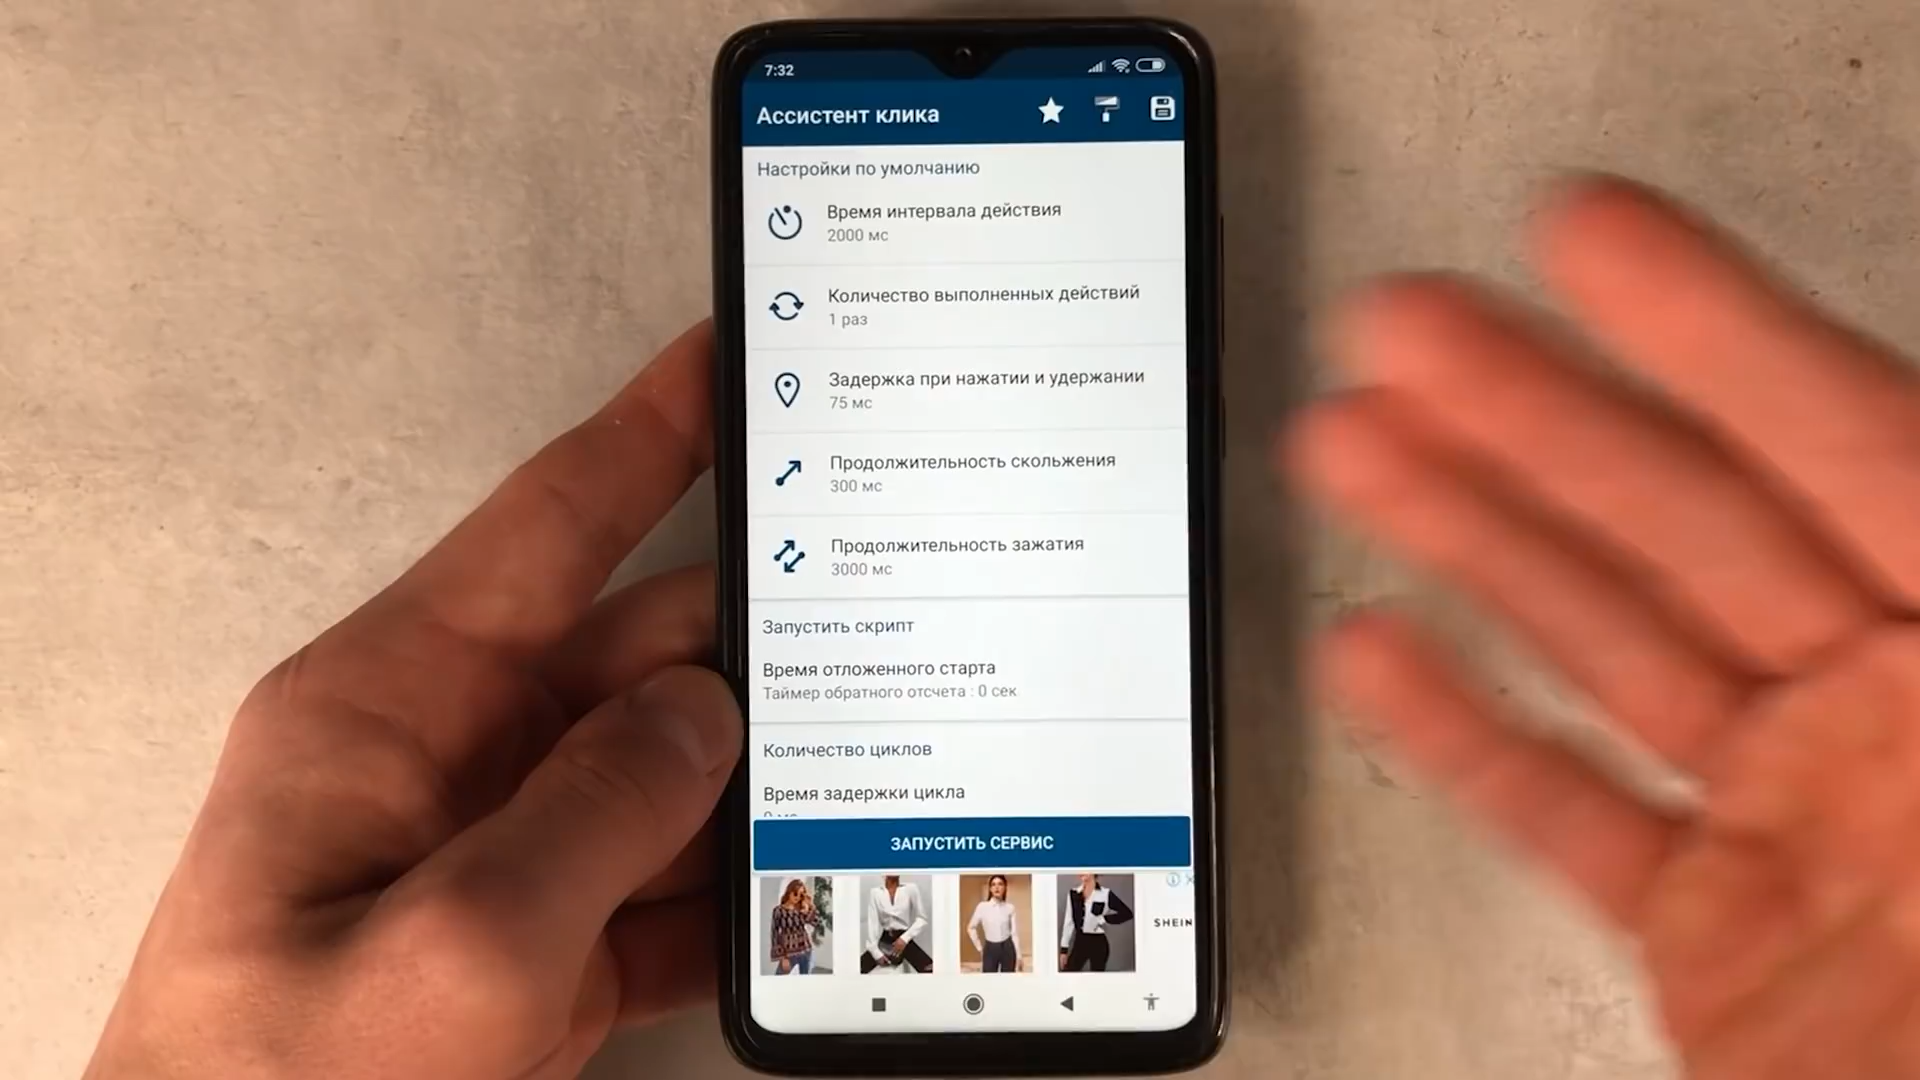 7:32
Ассистент клика
Настройки по умолчанию
Время интервала действия
2000 мс
Количество выполненных действий
1 раз
Задержка при нажатии и удержании
75 мс
Продолжительность скольжения
300 мс
Продолжительность зажатия
3000 мс
Запустить скрипт
Время отложенного старта
Таймер обратного отсчета : 0 сек
Количество циклов
Время задержки цикла
ЗАПУСТИТЬ СЕРВИС
SHEIN